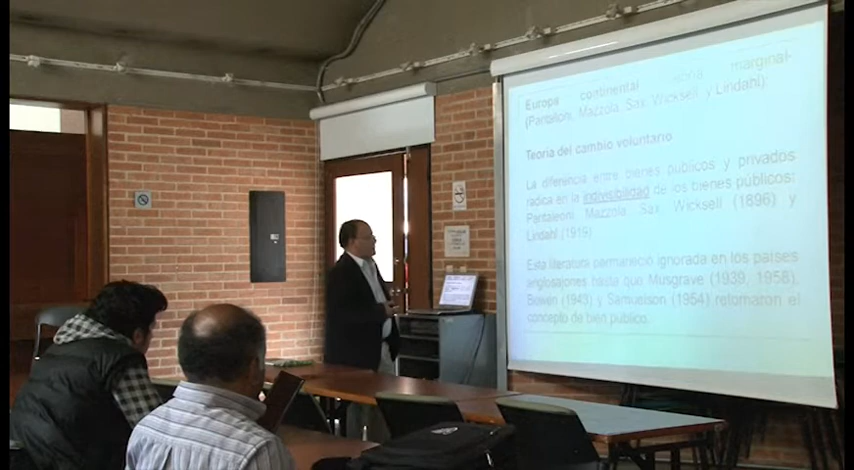 Europa continental marginal-
(Pantaleoni, Mazzola, Sax, Wicksell y Lindahl).
Teoría del cambio voluntario
La diferencia entre bienes públicos y privados
radica en la indivisibilidad de los bienes públicos:
Pantaleoni, Mazzola, Sax, Wicksell (1896) y
Lindahl (1919).
Esta literatura permaneció ignorada en los países
anglosajones hasta que Musgrave (1939, 1958),
Bowen (1943) y Samuelson (1954) retomaron el
concepto de bien público.